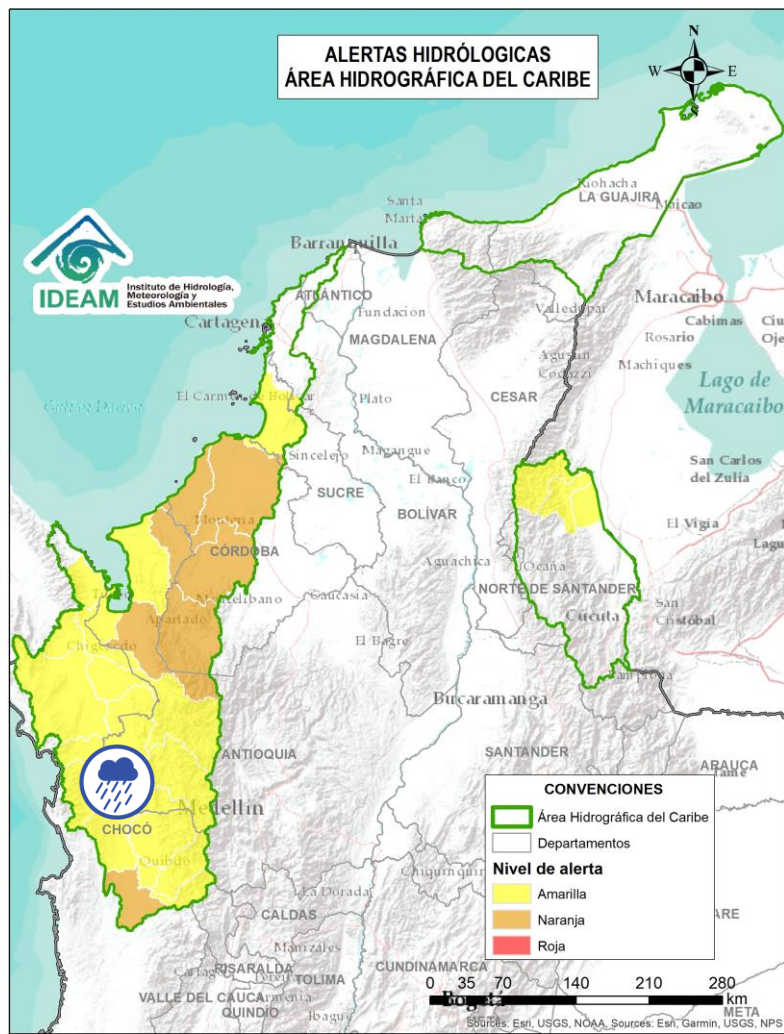 ALERTAS HIDRÓLOGICAS
ÁREA HIDROGRÁFICA DEL CARIBE
N
W
E
S
Riohacha
LA GUAJIRA
Maicao
Santa
Marta
Barranquilla
IDEAM
Instituto de Hidrología,
Meteorología y
Estudios Ambientales
ATLÁNTICO
Fundación
Valledupar
Maracaibo
Cabimas
Rosario
MAGDALENA
Agustín
Codazzi
Machiques
CESAR
Lago de
Maracaibo
El Carmen de Bolívar
Plato
Sincelejo
Magangue
El Banco
San Carlos
del Zulia
SUCRE
BOLÍVAR
Montería
El Vigía
CÓRDOBA
Aguachica
Ocaña
NORTE DE SANTANDER
Caucasia
Cucuta
San
Cristóbal
Apartadó
El Bagre
Bucaramanga
ANTIOQUIA
SANTANDER
ARAUCA
Medellín
CHOCÓ
Quibdó
La Dorada
CALDAS
Manizales
RISARALDA
TOLIMA
CUNDINAMARCA
VALLE DEL CAUCA
Armenia
QUINDÍO
Ibagué
Bogotá
META
CONVENCIONES
Área Hidrográfica del Caribe
Departamentos
Nivel de alerta
Amarilla
Naranja
Roja
0 35 70 140 210 280
km
Sources: Esri, USGS, NOAA, Sources: Esri, Garmin, USGS, NPS